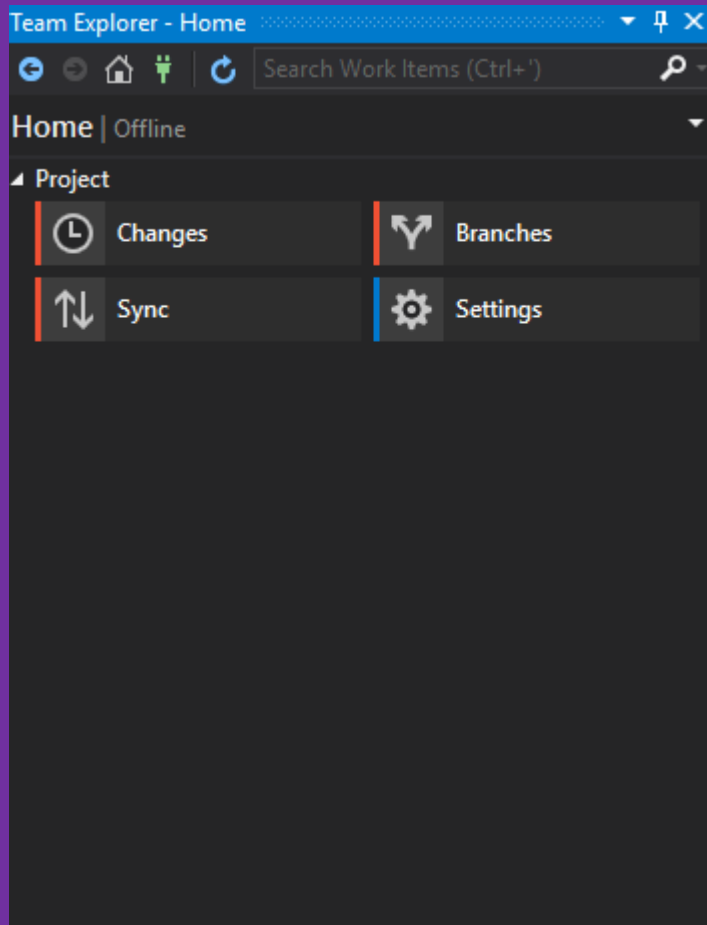 Team Explorer - Home
Search Work Items (Ctrl+')
Home | Offline
Project
Changes
Branches
Sync
Settings